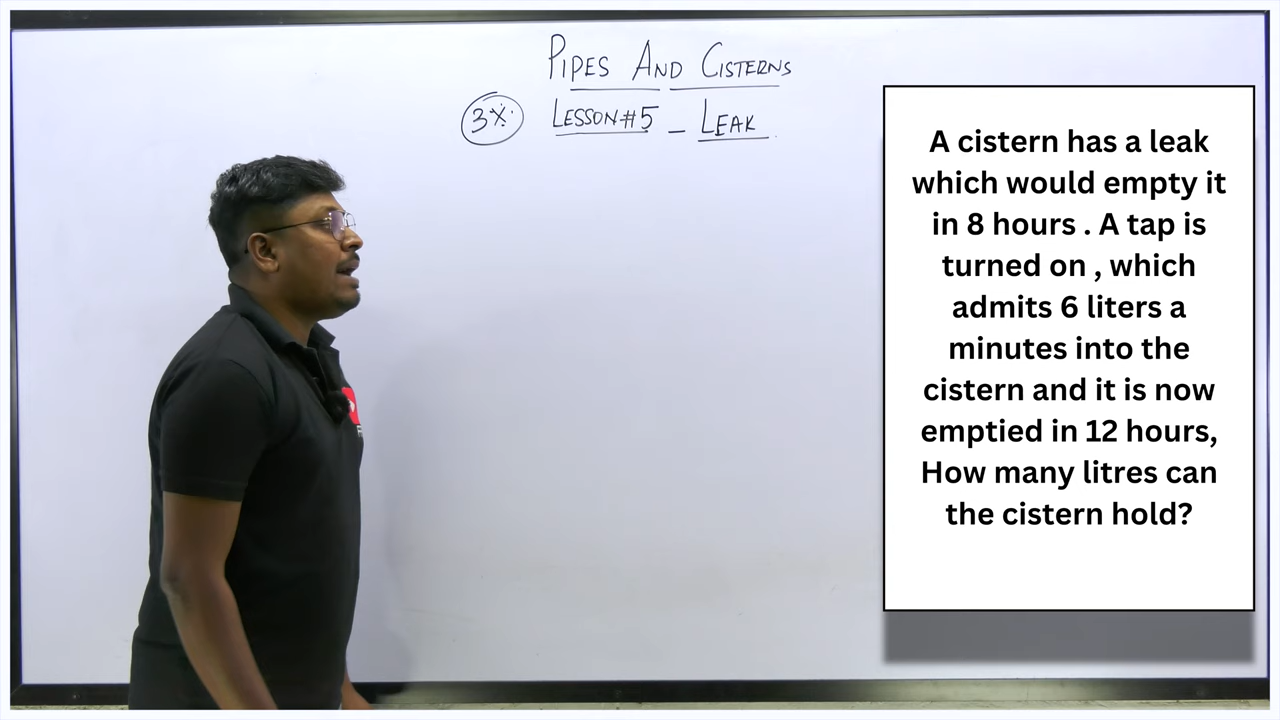 PIPES AND CISTERNS
3X. LESSON#5 - LEAK
A cistern has a leak
which would empty it
in 8 hours . A tap is
turned on , which
admits 6 liters a
minutes into the
cistern and it is now
emptied in 12 hours,
How many litres can
the cistern hold?